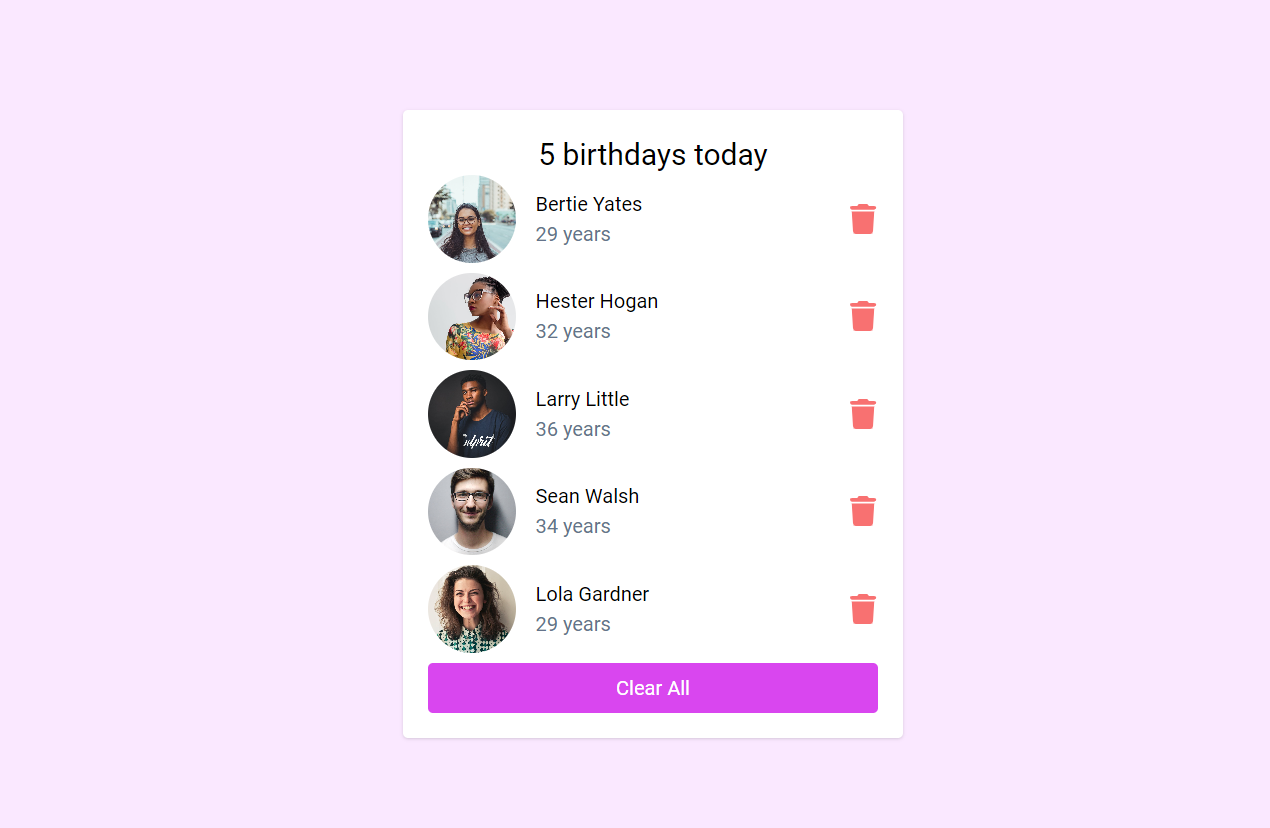 5 birthdays today
Bertie Yates
29 years
Hester Hogan
32 years
Larry Little
36 years
Sean Walsh
34 years
Lola Gardner
29 years
Clear All